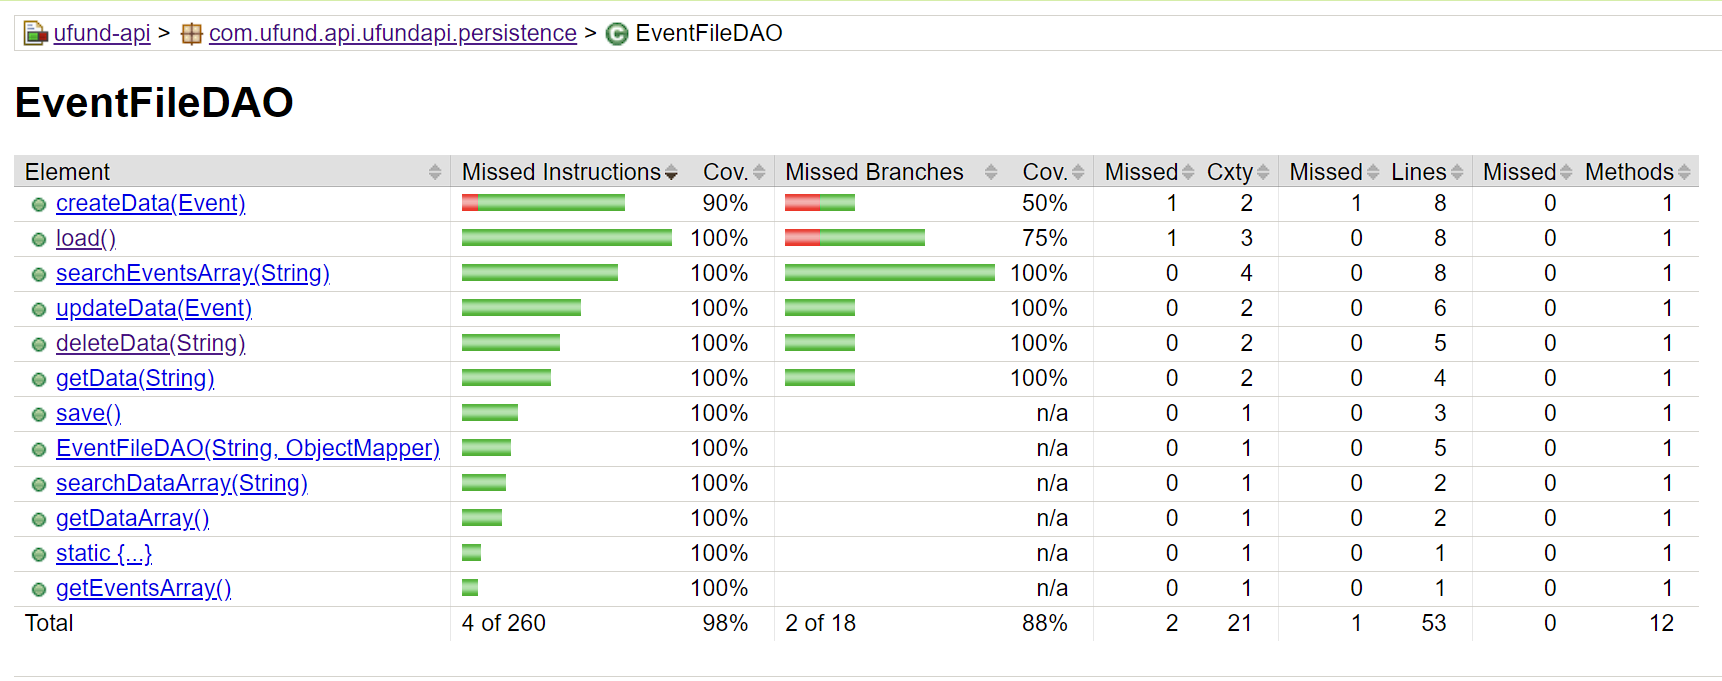 ufund-api > com.ufund.api.ufundapi.persistence > EventFileDAO
EventFileDAO
Element Missed Instructions Cov. Missed Branches Cov. Missed Cxty Missed Lines Missed Methods
createData(Event) 90% 50% 1 2 1 8 0 1
load() 100% 75% 1 3 0 8 0 1
searchEventsArray(String) 100% 100% 0 4 0 8 0 1
updateData(Event) 100% 100% 0 2 0 6 0 1
deleteData(String) 100% 100% 0 2 0 5 0 1
getData(String) 100% 100% 0 2 0 4 0 1
save() 100% n/a 0 1 0 3 0 1
EventFileDAO(String, ObjectMapper) 100% n/a 0 1 0 5 0 1
searchDataArray(String) 100% n/a 0 1 0 2 0 1
getDataArray() 100% n/a 0 1 0 2 0 1
static {...} 100% n/a 0 1 0 1 0 1
getEventsArray() 100% n/a 0 1 0 1 0 1
Total 4 of 260 98% 2 of 18 88% 2 21 1 53 0 12